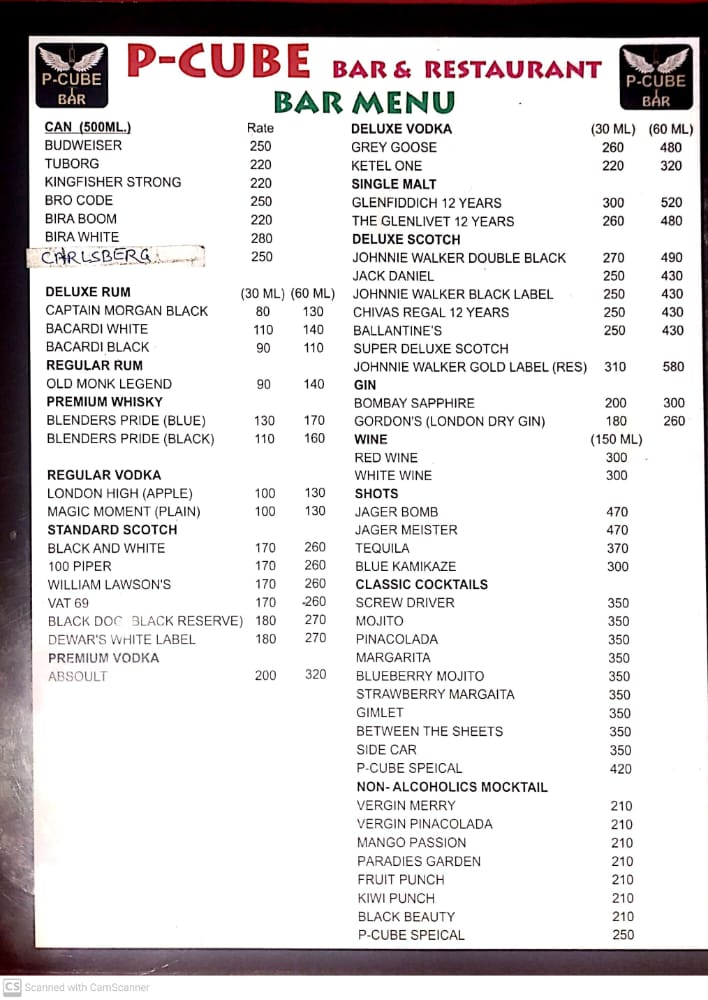 P-CUBE
BAR
P-CUBE BAR & RESTAURANT
BAR MENU
P-CUBE
BAR
CAN (500ML.) Rate
BUDWEISER 250
TUBORG 220
KINGFISHER STRONG 220
BRO CODE 250
BIRA BOOM 220
BIRA WHITE 280
CARLSBERG 250
DELUXE RUM (30 ML) (60 ML)
CAPTAIN MORGAN BLACK 80 130
BACARDI WHITE 110 140
BACARDI BLACK 90 110
REGULAR RUM
OLD MONK LEGEND 90 140
PREMIUM WHISKY
BLENDERS PRIDE (BLUE) 130 170
BLENDERS PRIDE (BLACK) 110 160
REGULAR VODKA
LONDON HIGH (APPLE) 100 130
MAGIC MOMENT (PLAIN) 100 130
STANDARD SCOTCH
BLACK AND WHITE 170 260
100 PIPER 170 260
WILLIAM LAWSON'S 170 260
VAT 69 170 260
BLACK DOG BLACK RESERVE) 180 270
DEWAR'S WHITE LABEL 180 270
PREMIUM VODKA
ABSOULT 200 320
DELUXE VODKA (30 ML) (60 ML)
GREY GOOSE 260 480
KETEL ONE 220 320
SINGLE MALT
GLENFIDDICH 12 YEARS 300 520
THE GLENLIVET 12 YEARS 260 480
DELUXE SCOTCH
JOHNNIE WALKER DOUBLE BLACK 270 490
JACK DANIEL 250 430
JOHNNIE WALKER BLACK LABEL 250 430
CHIVAS REGAL 12 YEARS 250 430
BALLANTINE'S 250 430
SUPER DELUXE SCOTCH
JOHNNIE WALKER GOLD LABEL (RES) 310 580
GIN
BOMBAY SAPPHIRE 200 300
GORDON'S (LONDON DRY GIN) 180 260
WINE (150 ML)
RED WINE 300
WHITE WINE 300
SHOTS
JAGER BOMB 470
JAGER MEISTER 470
TEQUILA 370
BLUE KAMIKAZE 300
CLASSIC COCKTAILS
SCREW DRIVER 350
MOJITO 350
PINACOLADA 350
MARGARITA 350
BLUEBERRY MOJITO 350
STRAWBERRY MARGAITA 350
GIMLET 350
BETWEEN THE SHEETS 350
SIDE CAR 350
P-CUBE SPEICAL 420
NON- ALCOHOLICS MOCKTAIL
VERGIN MERRY 210
VERGIN PINACOLADA 210
MANGO PASSION 210
PARADIES GARDEN 210
FRUIT PUNCH 210
KIWI PUNCH 210
BLACK BEAUTY 210
P-CUBE SPEICAL 250
CS Scanned with CamScanner